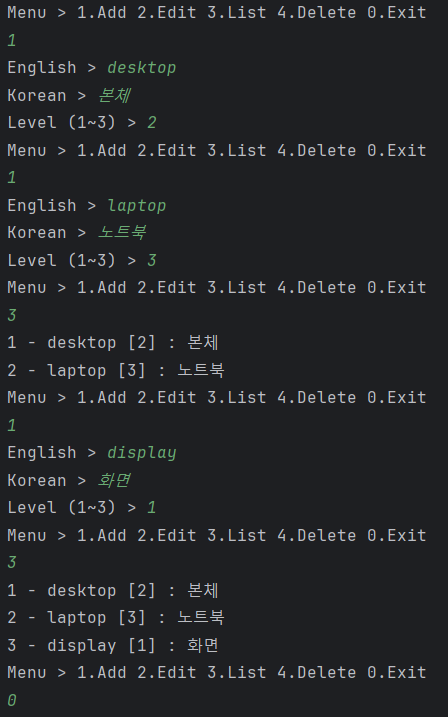 Menu > 1.Add 2.Edit 3.List 4.Delete 0.Exit
1
English > desktop
Korean > 본체
Level (1~3) > 2
Menu > 1.Add 2.Edit 3.List 4.Delete 0.Exit
1
English > laptop
Korean > 노트북
Level (1~3) > 3
Menu > 1.Add 2.Edit 3.List 4.Delete 0.Exit
3
1 - desktop [2] : 본체
2 - laptop [3] : 노트북
Menu > 1.Add 2.Edit 3.List 4.Delete 0.Exit
1
English > display
Korean > 화면
Level (1~3) > 1
Menu > 1.Add 2.Edit 3.List 4.Delete 0.Exit
3
1 - desktop [2] : 본체
2 - laptop [3] : 노트북
3 - display [1] : 화면
Menu > 1.Add 2.Edit 3.List 4.Delete 0.Exit
0